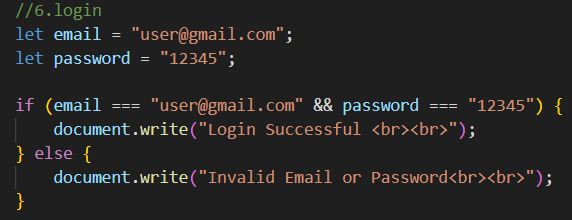 //6.login
let email = "user@gmail.com";
let password = "12345";
if (email === "user@gmail.com" && password === "12345") {
document.write("Login Successful <br><br>");
} else {
document.write("Invalid Email or Password<br><br>");
}